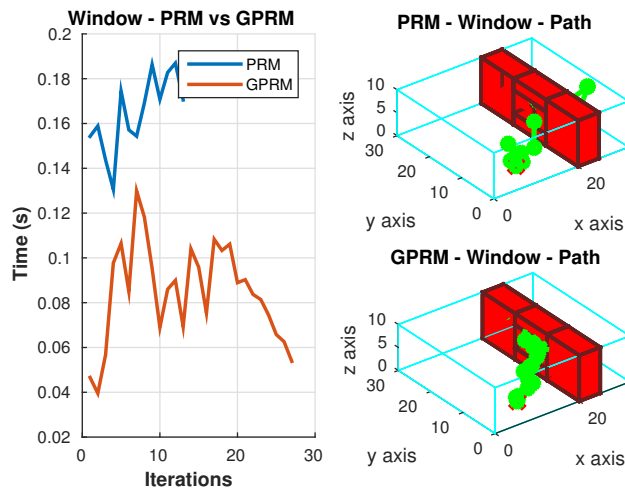 Window - PRM vs GPRM
0.2
0.18
0.16
0.14
0.12
0.1
0.08
0.06
0.04
0.02
0
10
20
30
Time (s)
Iterations
PRM
GPRM
PRM - Window - Path
10
5
0
30
20
10
0
0
20
z axis
y axis
x axis
GPRM - Window - Path
10
5
0
30
20
10
0
0
20
z axis
y axis
x axis